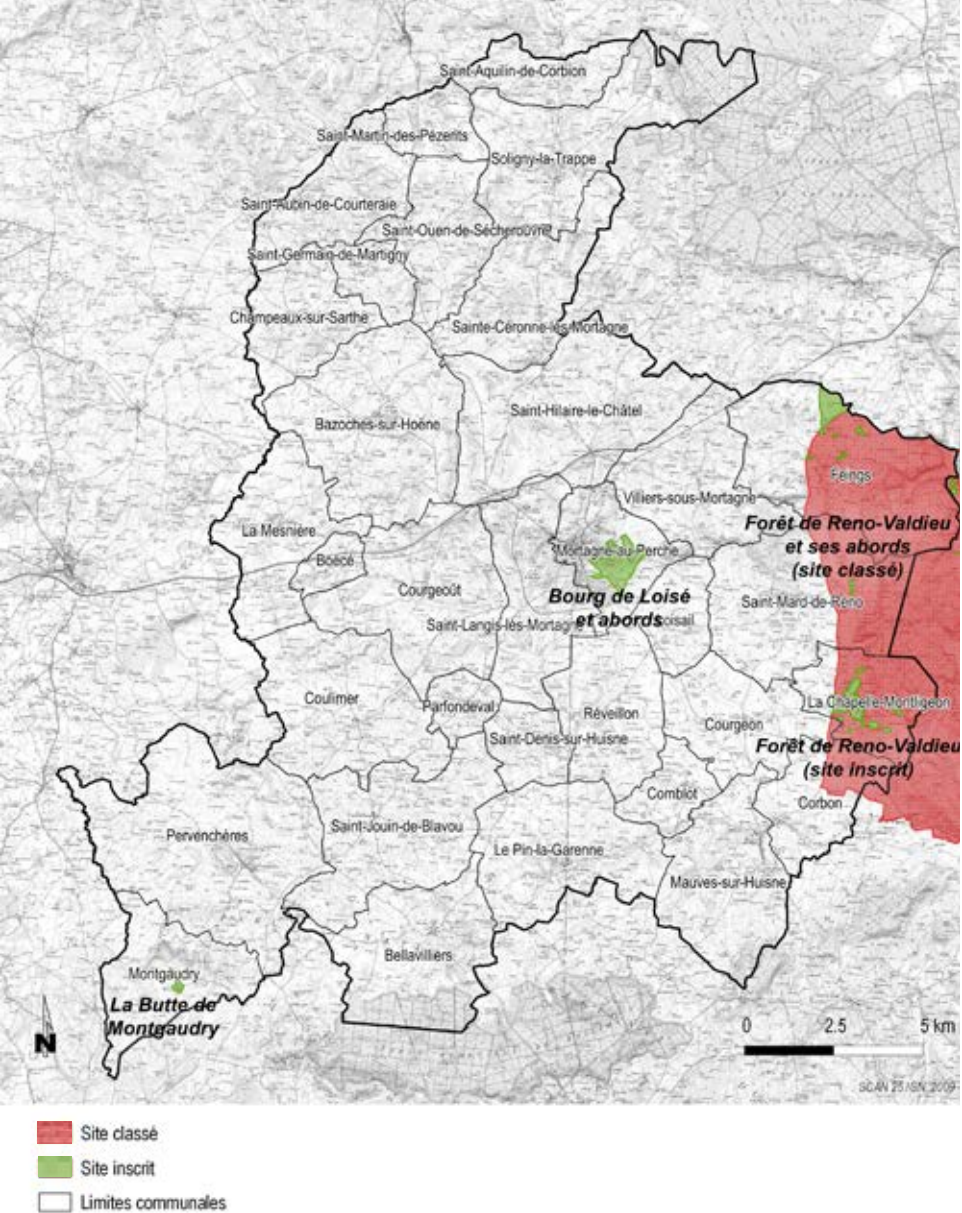 Saint-Aquilin-de-Corbion
Saint-Martin-des-Pézerits
Soligny-la-Trappe
Saint-Aubin-de-Courteraie
Saint-Ouen-de-Sécherouvre
Saint-Germain-de-Martigny
Champeaux-sur-Sarthe
Sainte-Céronne-lès-Mortagne
Bazoches-sur-Hoëne
Saint-Hilaire-le-Châtel
Feings
Villiers-sous-Mortagne
La Mesnière
Forêt de Reno-Valdieu
et ses abords
(site classé)
Mortagne-au-Perche
Boëcé
Courgeoût
Bourg de Loisé
et abords
Saint-Mard-de-Réno
Saint-Langis-lès-Mortagne
Coulimer
Parfondeval
La Chapelle-Montligeon
Réveillon
Courgeon
Saint-Denis-sur-Huisne
Forêt de Reno-Valdieu
(site inscrit)
Comblot
Corbon
Pervenchères
Saint-Jouin-de-Blavou
Le Pin-la-Garenne
Mauves-sur-Huisne
Bellavilliers
Montgaudry
La Butte de
Montgaudry
N
0 2.5 5 km
SCAN 25 IGN, 2009
Site classé
Site inscrit
Limites communales